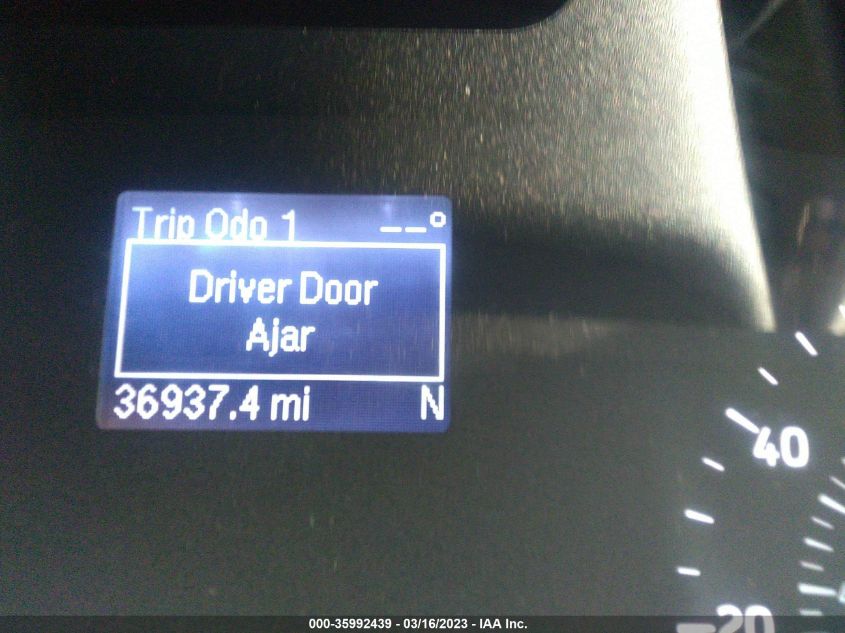 Trip Odo 1 --°
Driver Door
Ajar
36937.4 mi N
40
20
000-35992439 - 03/16/2023 - IAA Inc.